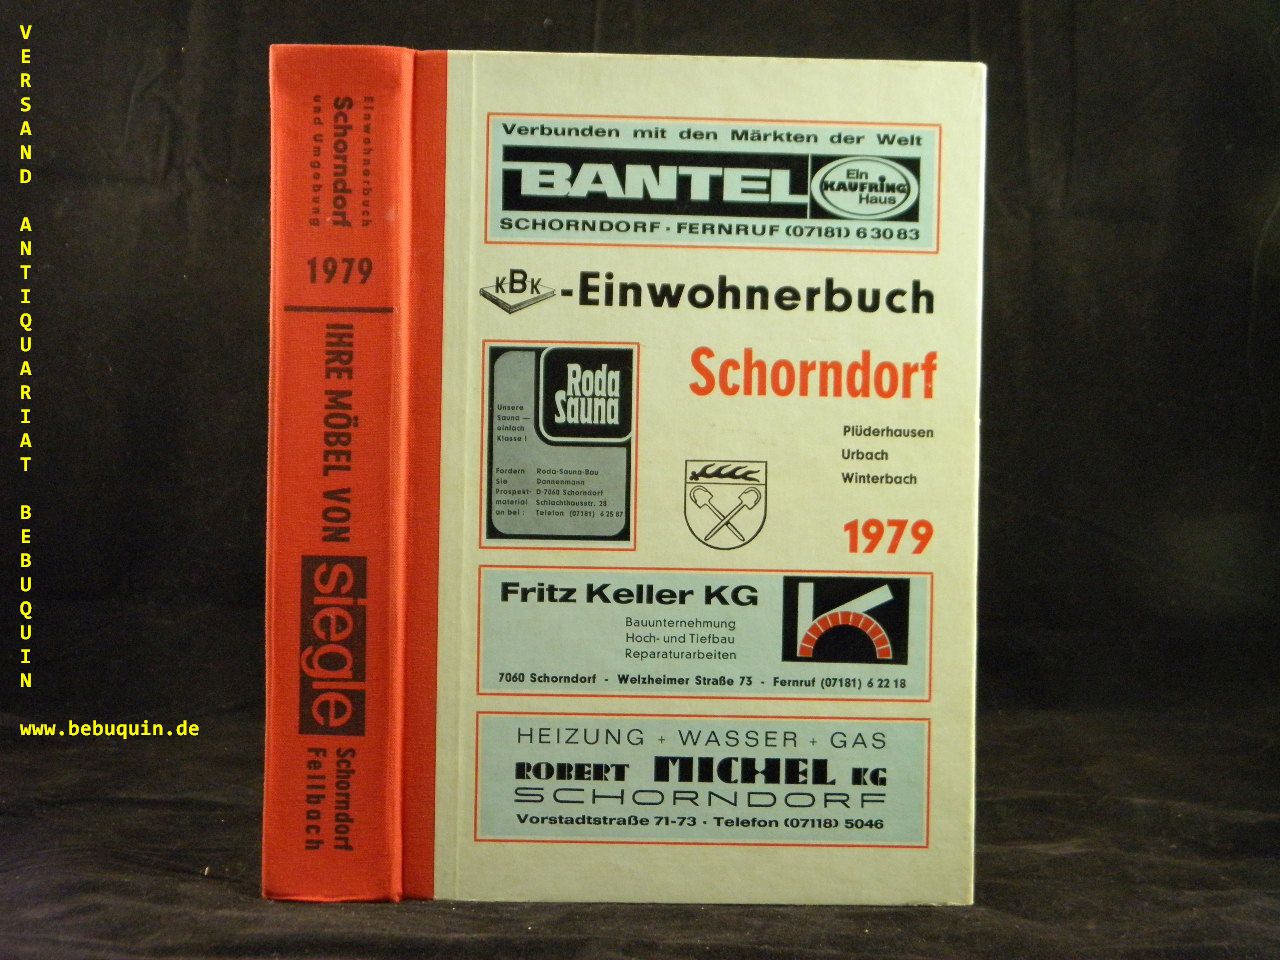 VERSAND ANTIQUARIAT BEBUQUIN
www.bebuquin.de
Einwohnerbuch
Schorndorf
und Umgebung
1979
IHRE MÖBEL VON
siegle
Schorndorf
Fellbach
Verbunden mit den Märkten der Welt
BANTEL
Ein
KAUFRING
Haus
SCHORNDORF · FERNRUF (07181) 6 30 83
KBK-Einwohnerbuch
Roda
Sauna
Unsere
Sauna —
einfach
Klasse !
Fordern
Sie
Prospekt-
material
an bei :
Roda-Sauna-Bau
Dannenmann
D-7060 Schorndorf
Schlachthausstr. 28
Telefon (07181) 6 25 87
Schorndorf
Plüderhausen
Urbach
Winterbach
1979
Fritz Keller KG
Bauunternehmung
Hoch- und Tiefbau
Reparaturarbeiten
K
7060 Schorndorf - Welzheimer Straße 73 - Fernruf (07181) 6 22 18
HEIZUNG + WASSER + GAS
ROBERT MICHEL KG
SCHORNDORF
Vorstadtstraße 71-73 · Telefon (07118) 5046